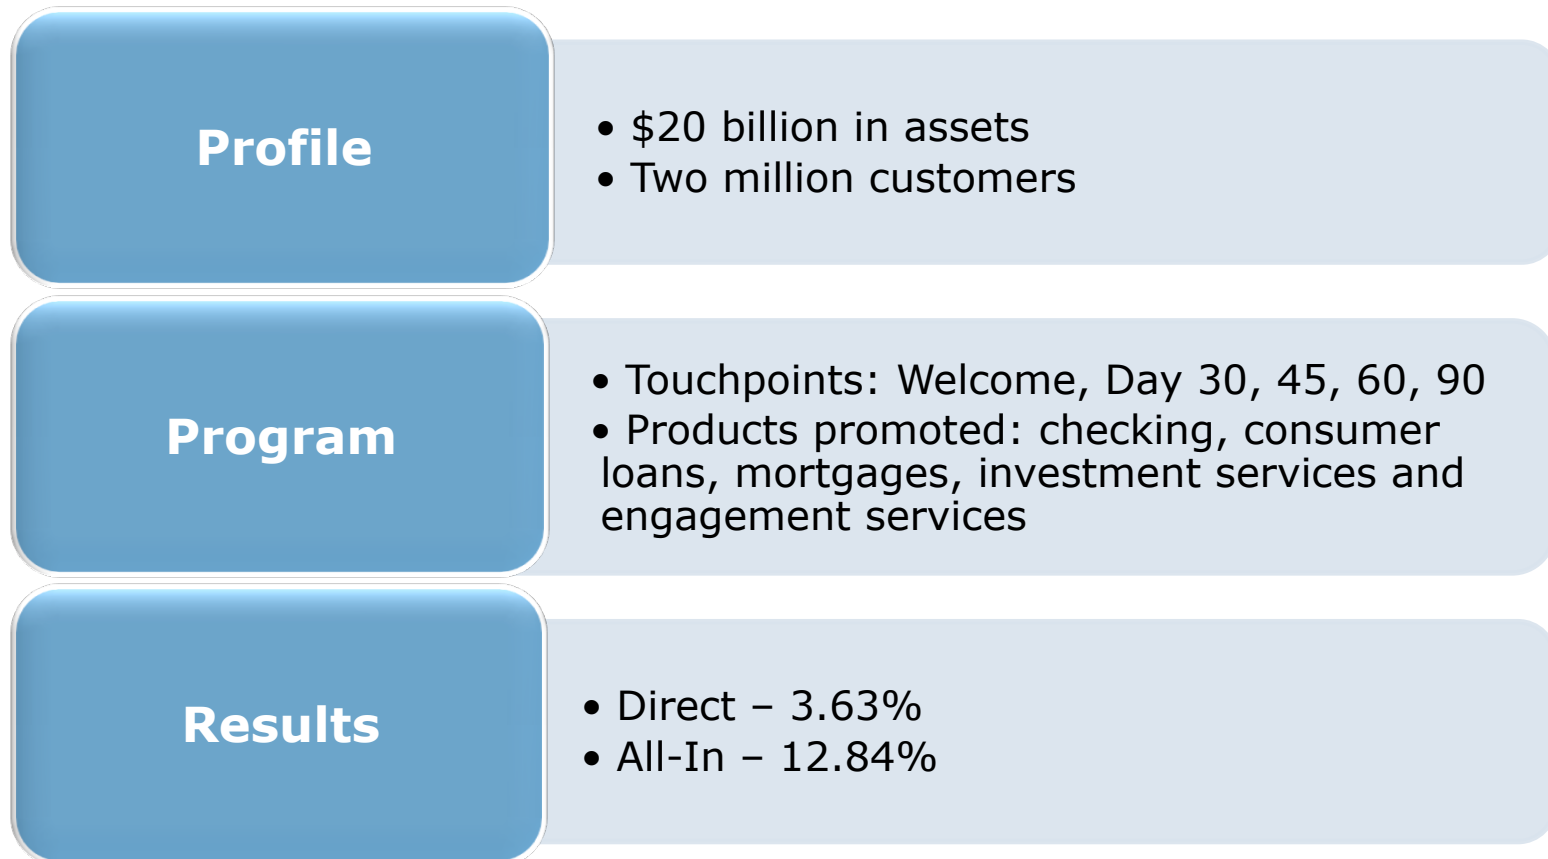 Profile
• $20 billion in assets
• Two million customers
Program
• Touchpoints: Welcome, Day 30, 45, 60, 90
• Products promoted: checking, consumer
loans, mortgages, investment services and
engagement services
Results
• Direct – 3.63%
• All-In – 12.84%